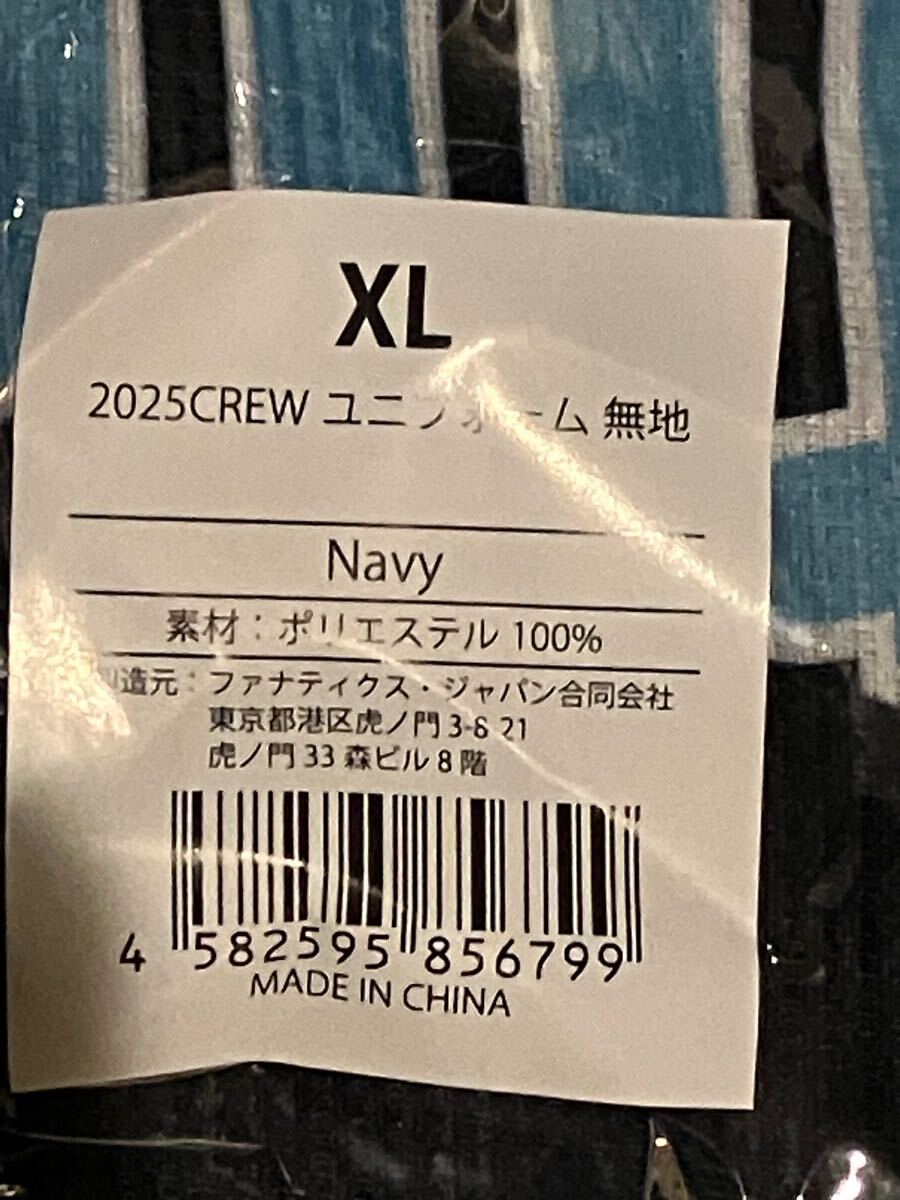 XL
2025CREW ユニフォーム 無地
Navy
素材：ポリエステル 100%
造元：ファナティクス・ジャパン合同会社
東京都港区虎ノ門 3-8 21
虎ノ門 33 森ビル 8 階
4 582595 856799
MADE IN CHINA